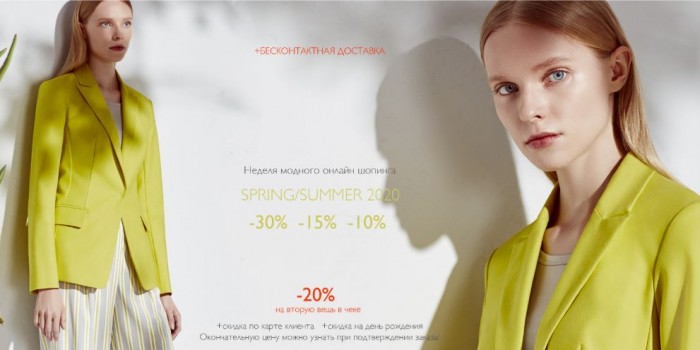 +БЕСКОНТАКТНАЯ ДОСТАВКА
Неделя модного онлайн шопинга
SPRING/SUMMER 2020
-30% -15% -10%
-20%
на вторую вещь в чеке
+скидка по карте клиента +скидка на день рождения
Окончательную цену можно узнать при подтверждении заказа